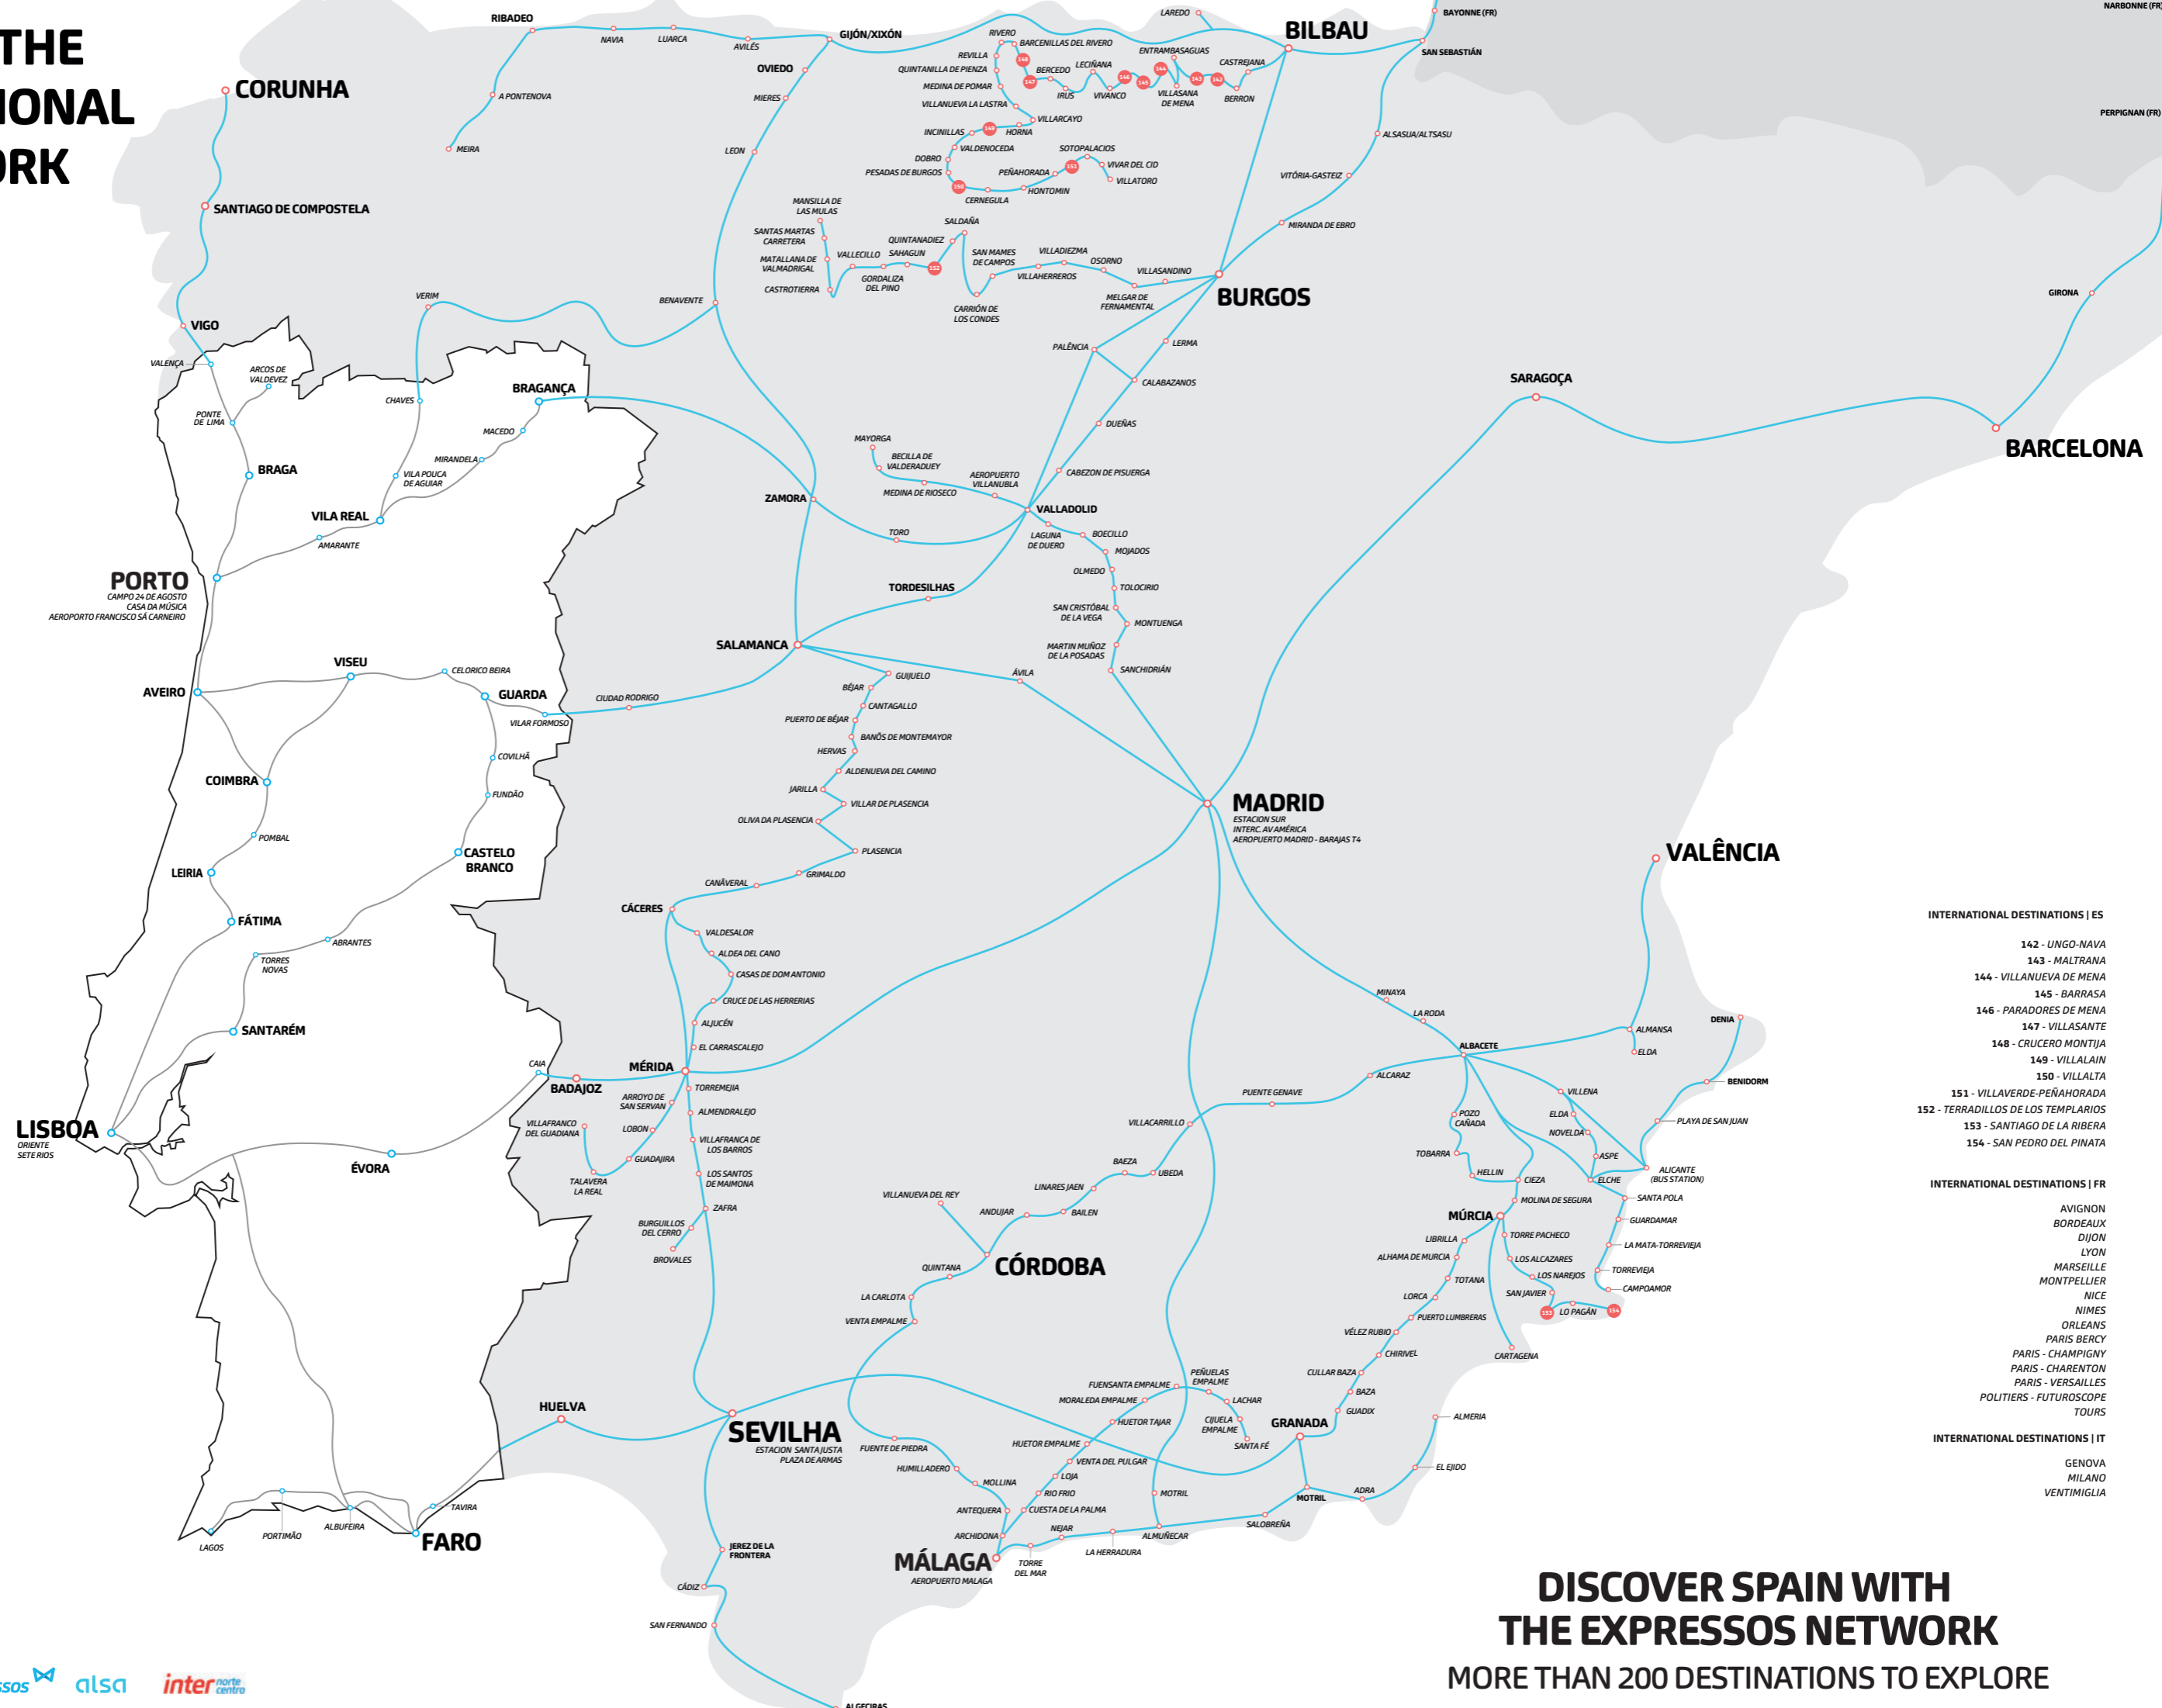 THE
IONAL
ORK
CORUNHA
SANTIAGO DE COMPOSTELA
VIGO
RIBADEO
NAVIA
LUARCA
AVILÉS
GIJÓN/XIXÓN
A PONTENOVA
MEIRA
OVIEDO
MIERES
LEON
BENAVENTE
VERIM
LAREDO
BILBAU
BAYONNE (FR)
SAN SEBASTIÁN
NARBONNE (FR)
PERPIGNAN (FR)
RIVERO
BARCENILLAS DEL RIVERO
REVILLA
148
QUINTANILLA DE PIENZA
147
BERCEDO
LECIÑANA
ENTRAMBASAGUAS
CASTREJANA
146
145
144
143
142
MEDINA DE POMAR
IRUS
VIVANCO
VILLASANA
DE MENA
BERRON
VILLANUEVA LA LASTRA
VILLARCAYO
INCINILLAS
149
HORNA
VALDENOCEDA
DOBRO
PESADAS DE BURGOS
150
CERNEGULA
HONTOMIN
PEÑAHORADA
151
SOTOPALACIOS
VIVAR DEL CID
VILLATORO
ALSASUA/ALTSASU
VITÓRIA-GASTEIZ
MIRANDA DE EBRO
BURGOS
MANSILLA DE
LAS MULAS
SANTAS MARTAS
CARRETERA
MATALLANA DE
VALMADRIGAL
CASTROTIERRA
VALLECILLO
GORDALIZA
DEL PINO
SAHAGUN
152
QUINTANADIEZ
SALDAÑA
CARRIÓN DE
LOS CONDES
SAN MAMES
DE CAMPOS
VILLAHERREROS
VILLADIEZMA
OSORNO
MELGAR DE
FERNAMENTAL
VILLASANDINO
GIRONA
BARCELONA
SARAGOÇA
PALÊNCIA
LERMA
CALABAZANOS
DUEÑAS
CABEZON DE PISUERGA
MAYORGA
BECILLA DE
VALDERADUEY
MEDINA DE RIOSECO
AEROPUERTO
VILLANUBLA
VALLADOLID
ZAMORA
TORO
TORDESILHAS
LAGUNA
DE DUERO
BOECILLO
MOJADOS
OLMEDO
TOLOCIRIO
SAN CRISTÓBAL
DE LA VEGA
MONTUENGA
MARTIN MUÑOZ
DE LA POSADAS
SANCHIDRIÁN
SALAMANCA
ÁVILA
CIUDAD RODRIGO
VALENÇA
ARCOS DE
VALDEVEZ
PONTE
DE LIMA
BRAGA
CHAVES
BRAGANÇA
MACEDO
MIRANDELA
VILA POUCA
DE AGUIAR
VILA REAL
AMARANTE
PORTO
CAMPO 24 DE AGOSTO
CASA DA MÚSICA
AEROPORTO FRANCISCO SÁ CARNEIRO
VISEU
CELORICO BEIRA
GUARDA
VILAR FORMOSO
AVEIRO
COVILHÃ
FUNDÃO
COIMBRA
POMBAL
LEIRIA
CASTELO
BRANCO
FÁTIMA
ABRANTES
TORRES
NOVAS
SANTARÉM
LISBOA
ORIENTE
SETE RIOS
ÉVORA
CAIA
LAGOS
PORTIMÃO
ALBUFEIRA
TAVIRA
FARO
GUIJUELO
BÉJAR
CANTAGALLO
PUERTO DE BÉJAR
BANÕS DE MONTEMAYOR
HERVAS
ALDENUEVA DEL CAMINO
JARILLA
VILLAR DE PLASENCIA
OLIVA DA PLASENCIA
PLASENCIA
GRIMALDO
CANÃVERAL
CÁCERES
VALDESALOR
ALDEA DEL CANO
CASAS DE DOM ANTONIO
CRUCE DE LAS HERRERIAS
ALJUCÉN
EL CARRASCALEJO
MÉRIDA
BADAJOZ
TORREMEJIA
ARROYO DE
SAN SERVAN
ALMENDRALEJO
VILLAFRANCO
DEL GUADIANA
LOBON
VILLAFRANCA DE
LOS BARROS
GUADAJIRA
TALAVERA
LA REAL
LOS SANTOS
DE MAIMONA
ZAFRA
BURGUILLOS
DEL CERRO
BROVALES
MADRID
ESTACION SUR
INTERC. AV AMÉRICA
AEROPUERTO MADRID - BARAJAS T4
VALÊNCIA
MINAYA
LA RODA
ALBACETE
ALMANSA
ELDA
DENIA
BENIDORM
PLAYA DE SAN JUAN
ALCARAZ
PUENTE GENAVE
VILLACARRILLO
UBEDA
BAEZA
LINARES JAEN
BAILEN
ANDUJAR
VILLANUEVA DEL REY
CÓRDOBA
QUINTANA
LA CARLOTA
VENTA EMPALME
POZO
CAÑADA
TOBARRA
HELLIN
CIEZA
VILLENA
ELDA
NOVELDA
ASPE
ELCHE
ALICANTE
(BUS STATION)
SANTA POLA
GUARDAMAR
LA MATA-TORREVIEJA
TORREVIEJA
CAMPOAMOR
MOLINA DE SEGURA
MÚRCIA
TORRE PACHECO
LOS ALCAZARES
LOS NAREJOS
SAN JAVIER
153
LO PAGÁN
154
CARTAGENA
LIBRILLA
ALHAMA DE MURCIA
TOTANA
LORCA
PUERTO LUMBRERAS
VÉLEZ RUBIO
CHIRIVEL
CULLAR BAZA
BAZA
GUADIX
GRANADA
HUELVA
SEVILHA
ESTACION SANTA JUSTA
PLAZA DE ARMAS
FUENTE DE PIEDRA
HUMILLADERO
MOLLINA
ANTEQUERA
ARCHIDONA
MÁLAGA
AEROPUERTO MALAGA
CUESTA DE LA PALMA
RIO FRIO
LOJA
VENTA DEL PULGAR
HUETOR EMPALME
HUETOR TAJAR
MORALEDA EMPALME
FUENSANTA EMPALME
PEÑUELAS
EMPALME
LACHAR
CIJUELA
EMPALME
SANTA FÉ
MOTRIL
TORRE
DEL MAR
NEJAR
LA HERRADURA
ALMUÑECAR
SALOBREÑA
MOTRIL
ADRA
EL EJIDO
ALMERIA
JEREZ DE LA
FRONTERA
CÁDIZ
SAN FERNANDO
ALGECIRAS
INTERNATIONAL DESTINATIONS | ES
142 - UNGO-NAVA
143 - MALTRANA
144 - VILLANUEVA DE MENA
145 - BARRASA
146 - PARADORES DE MENA
147 - VILLASANTE
148 - CRUCERO MONTIJA
149 - VILLALAIN
150 - VILLALTA
151 - VILLAVERDE-PEÑAHORADA
152 - TERRADILLOS DE LOS TEMPLARIOS
153 - SANTIAGO DE LA RIBERA
154 - SAN PEDRO DEL PINATA
INTERNATIONAL DESTINATIONS | FR
AVIGNON
BORDEAUX
DIJON
LYON
MARSEILLE
MONTPELLIER
NICE
NIMES
ORLEANS
PARIS BERCY
PARIS - CHAMPIGNY
PARIS - CHARENTON
PARIS - VERSAILLES
POLITIERS - FUTUROSCOPE
TOURS
INTERNATIONAL DESTINATIONS | IT
GENOVA
MILANO
VENTIMIGLIA
DISCOVER SPAIN WITH
THE EXPRESSOS NETWORK
MORE THAN 200 DESTINATIONS TO EXPLORE
ssos
alsa
inter norte
centro